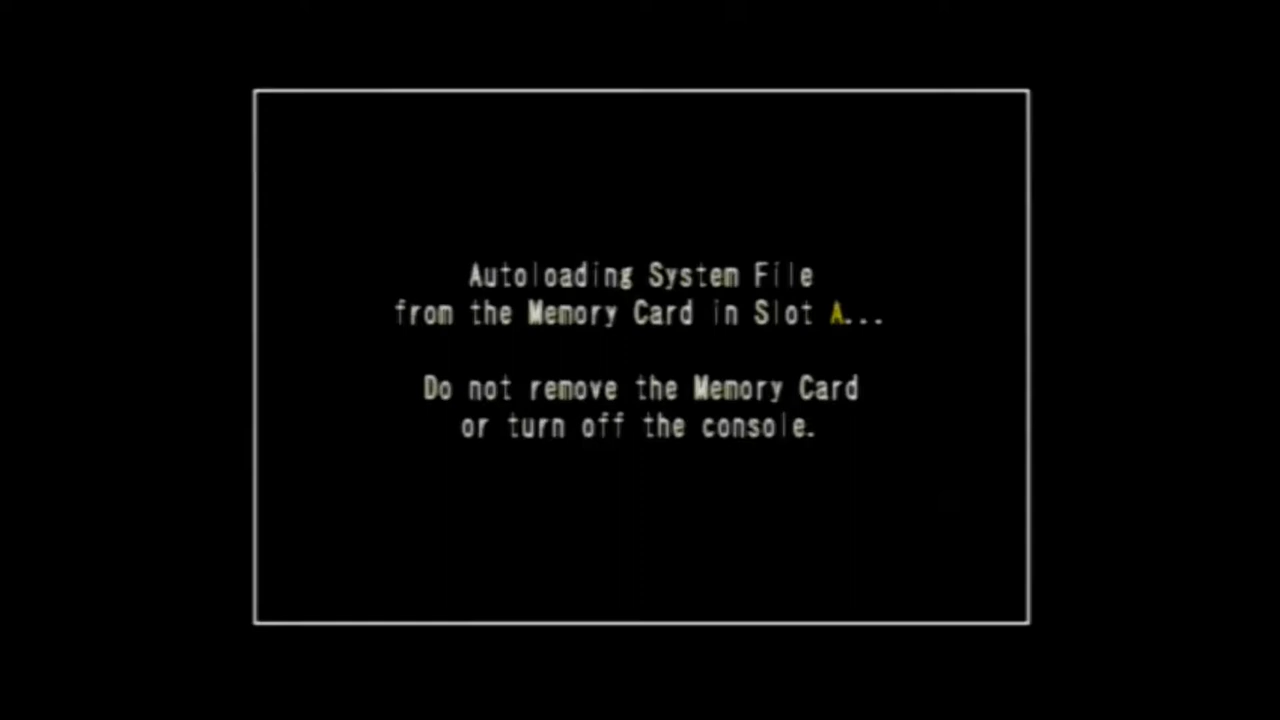 Autoloading System File
from the Memory Card in Slot A...
Do not remove the Memory Card
or turn off the console.